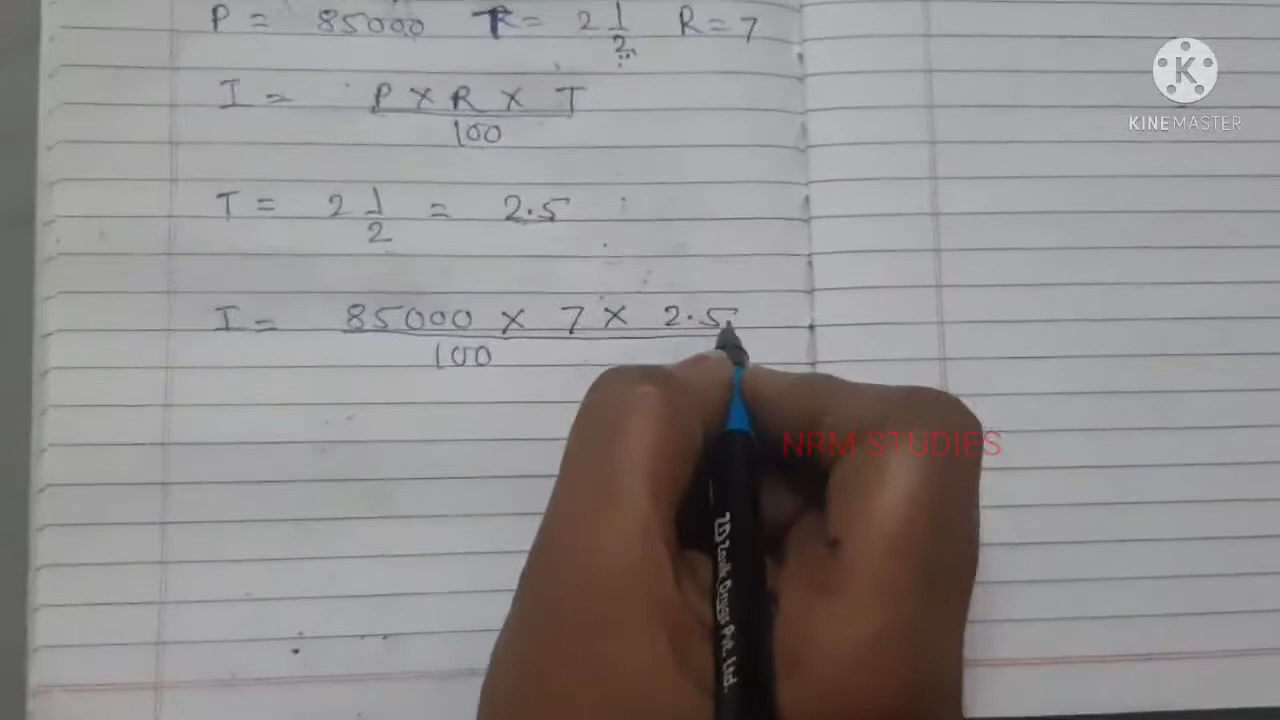 P = 85000 T = 2 1/2 R = 7
I = P X R X T / 100
T = 2 1/2 = 2.5
I = 85000 X 7 X 2.5 / 100
K
KINEMASTER
NRM STUDIES